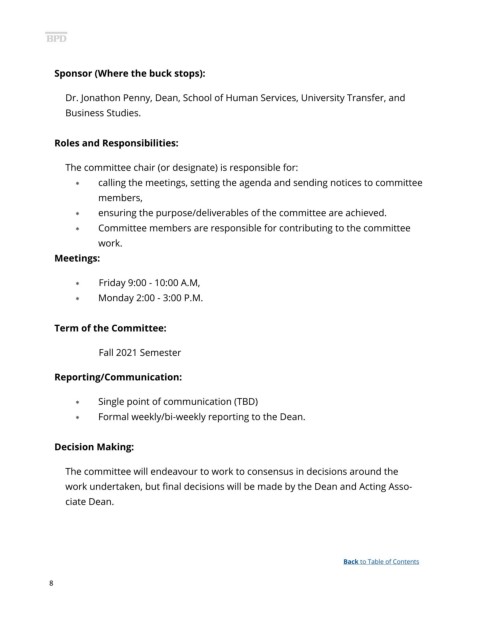 BPD
Sponsor (Where the buck stops):
Dr. Jonathon Penny, Dean, School of Human Services, University Transfer, and
Business Studies.
Roles and Responsibilities:
The committee chair (or designate) is responsible for:
• calling the meetings, setting the agenda and sending notices to committee
members,
• ensuring the purpose/deliverables of the committee are achieved.
• Committee members are responsible for contributing to the committee
work.
Meetings:
• Friday 9:00 - 10:00 A.M,
• Monday 2:00 - 3:00 P.M.
Term of the Committee:
Fall 2021 Semester
Reporting/Communication:
• Single point of communication (TBD)
• Formal weekly/bi-weekly reporting to the Dean.
Decision Making:
The committee will endeavour to work to consensus in decisions around the
work undertaken, but final decisions will be made by the Dean and Acting Asso-
ciate Dean.
Back to Table of Contents
8